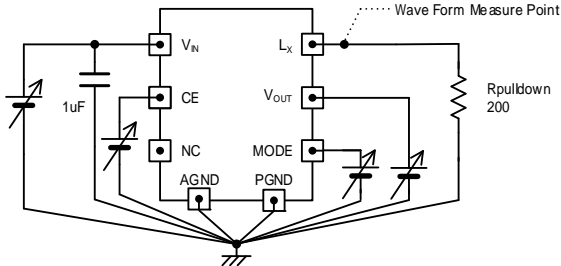 Wave Form Measure Point
VIN
LX
CE
VOUT
1uF
Rpulldown
200
NC
MODE
AGND
PGND